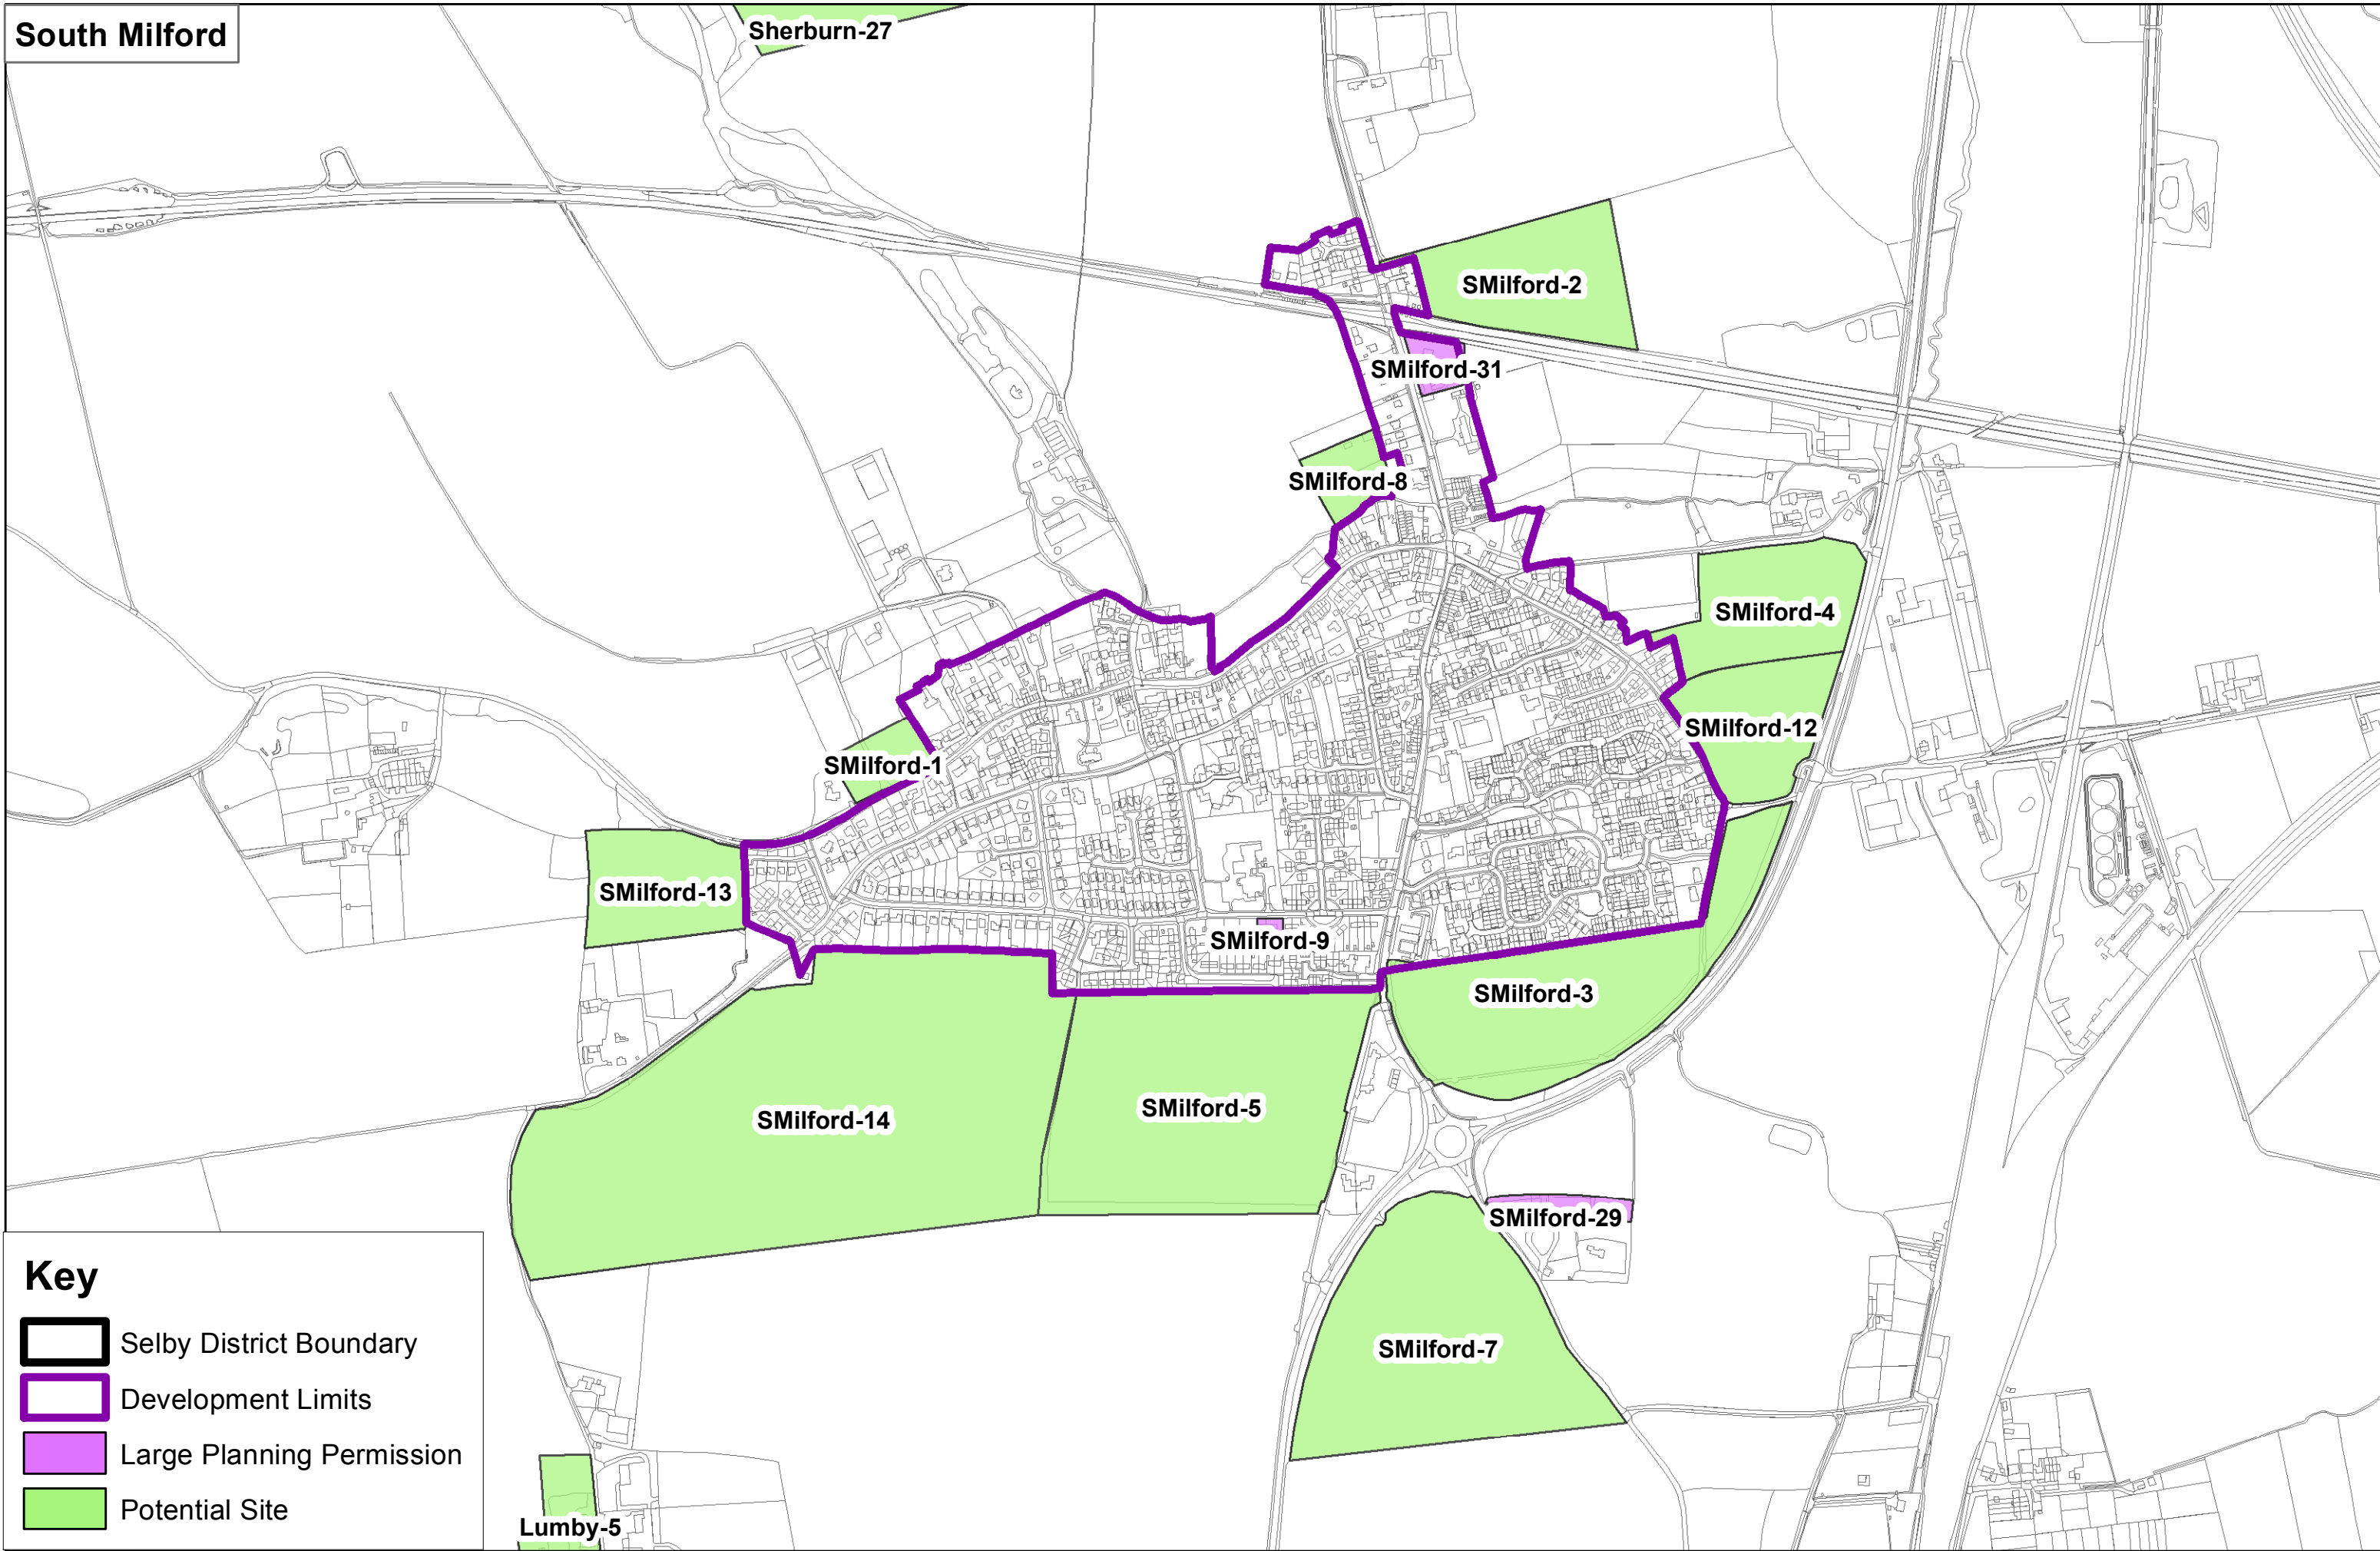 South Milford
Sherburn-27
SMilford-2
SMilford-31
SMilford-8
SMilford-4
SMilford-12
SMilford-1
SMilford-13
SMilford-9
SMilford-3
SMilford-5
SMilford-14
SMilford-29
SMilford-7
Lumby-5
Key
Selby District Boundary
Development Limits
Large Planning Permission
Potential Site